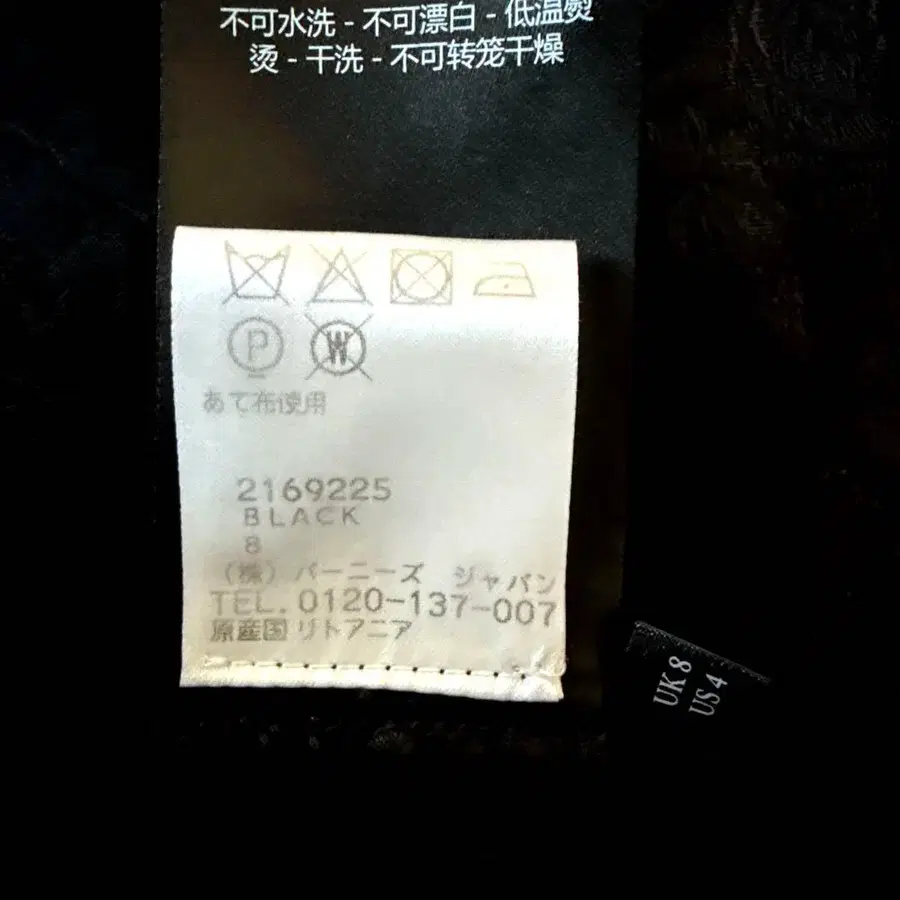 不可水洗 - 不可漂白 - 低温熨
烫 - 干洗 - 不可转笼干燥
P
W
あて布使用
2169225
BLACK
8
(株) バーニーズ ジャパン
TEL. 0120-137-007
原産国 リトアニア
UK 8
US 4